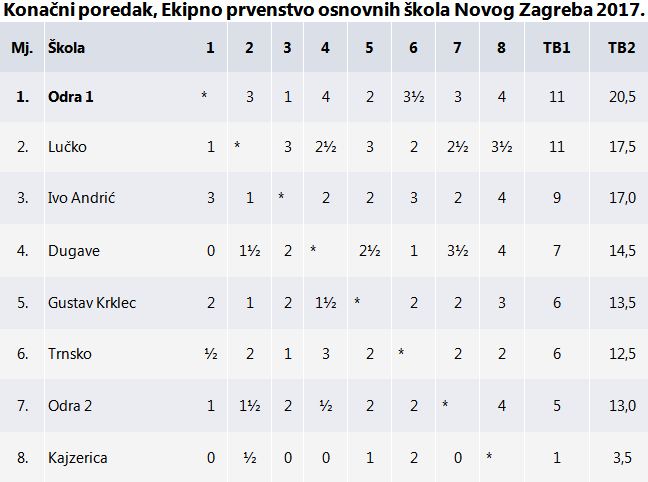 Konačni poredak, Ekipno prvenstvo osnovnih škola Novog Zagreba 2017.
Mj. Škola 1 2 3 4 5 6 7 8 TB1 TB2
1. Odra 1 * 3 1 4 2 3½ 3 4 11 20,5
2. Lučko 1 * 3 2½ 3 2 2½ 3½ 11 17,5
3. Ivo Andrić 3 1 * 2 2 3 2 4 9 17,0
4. Dugave 0 1½ 2 * 2½ 1 3½ 4 7 14,5
5. Gustav Krklec 2 1 2 1½ * 2 2 3 6 13,5
6. Trnsko ½ 2 1 3 2 * 2 2 6 12,5
7. Odra 2 1 1½ 2 ½ 2 2 * 4 5 13,0
8. Kajzerica 0 ½ 0 0 1 2 0 * 1 3,5